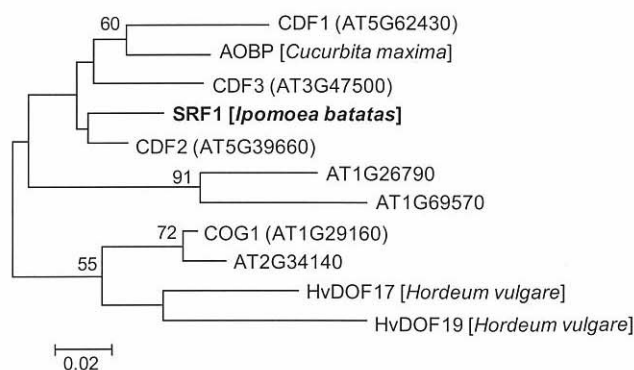 60
CDF1 (AT5G62430)
AOBP [Cucurbita maxima]
CDF3 (AT3G47500)
SRF1 [Ipomoea batatas]
CDF2 (AT5G39660)
91
AT1G26790
AT1G69570
72
COG1 (AT1G29160)
55
AT2G34140
HvDOF17 [Hordeum vulgare]
HvDOF19 [Hordeum vulgare]
0.02